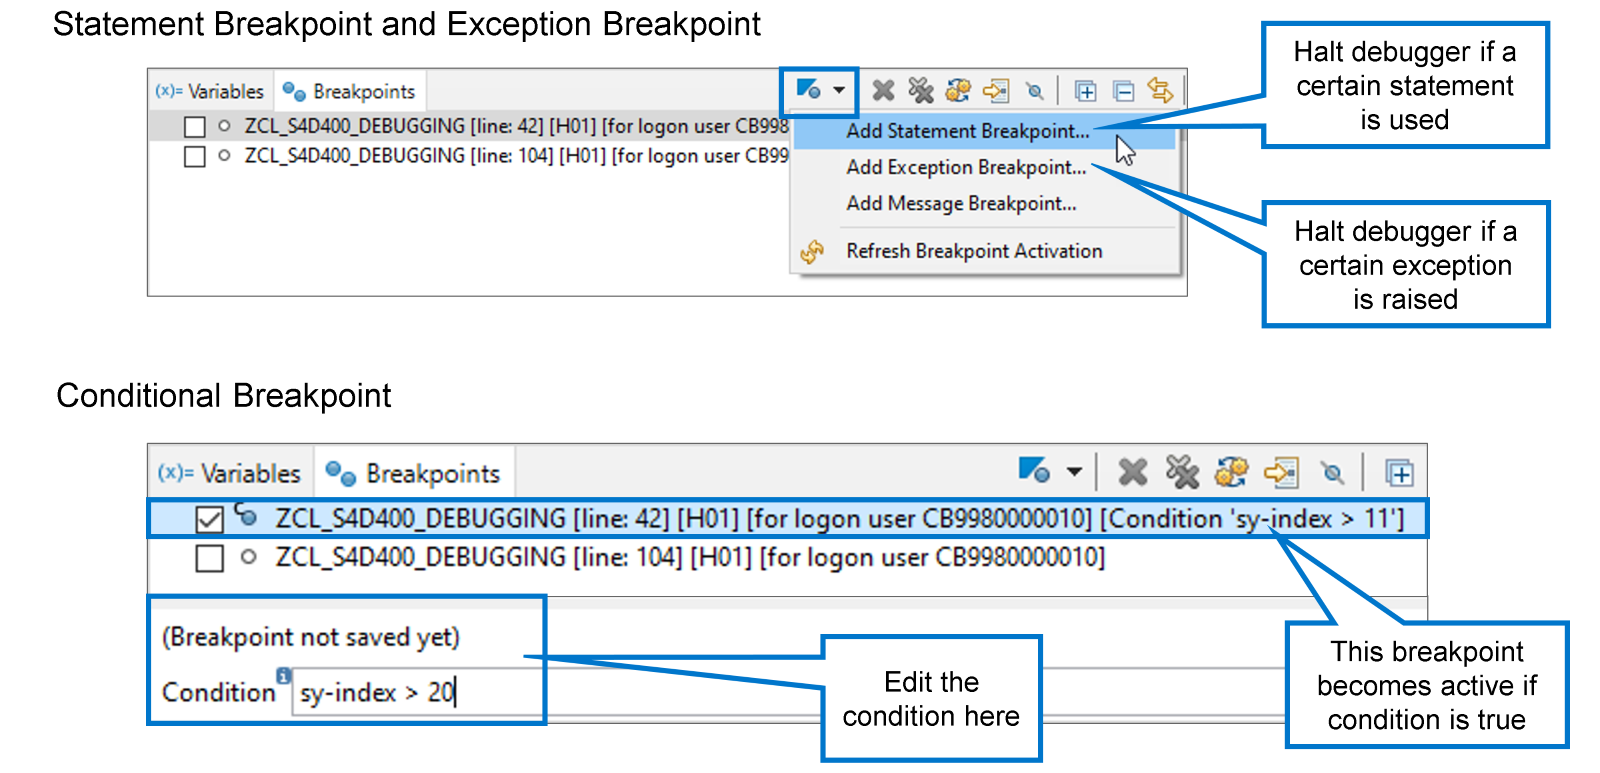 Statement Breakpoint and Exception Breakpoint
(x)= Variables Breakpoints
ZCL_S4D400_DEBUGGING [line: 42] [H01] [for logon user CB998
ZCL_S4D400_DEBUGGING [line: 104] [H01] [for logon user CB99
Add Statement Breakpoint...
Add Exception Breakpoint...
Add Message Breakpoint...
Refresh Breakpoint Activation
Halt debugger if a
certain statement
is used
Halt debugger if a
certain exception
is raised
Conditional Breakpoint
(x)= Variables Breakpoints
ZCL_S4D400_DEBUGGING [line: 42] [H01] [for logon user CB9980000010] [Condition 'sy-index > 11']
ZCL_S4D400_DEBUGGING [line: 104] [H01] [for logon user CB9980000010]
(Breakpoint not saved yet)
Condition sy-index > 20
Edit the
condition here
This breakpoint
becomes active if
condition is true